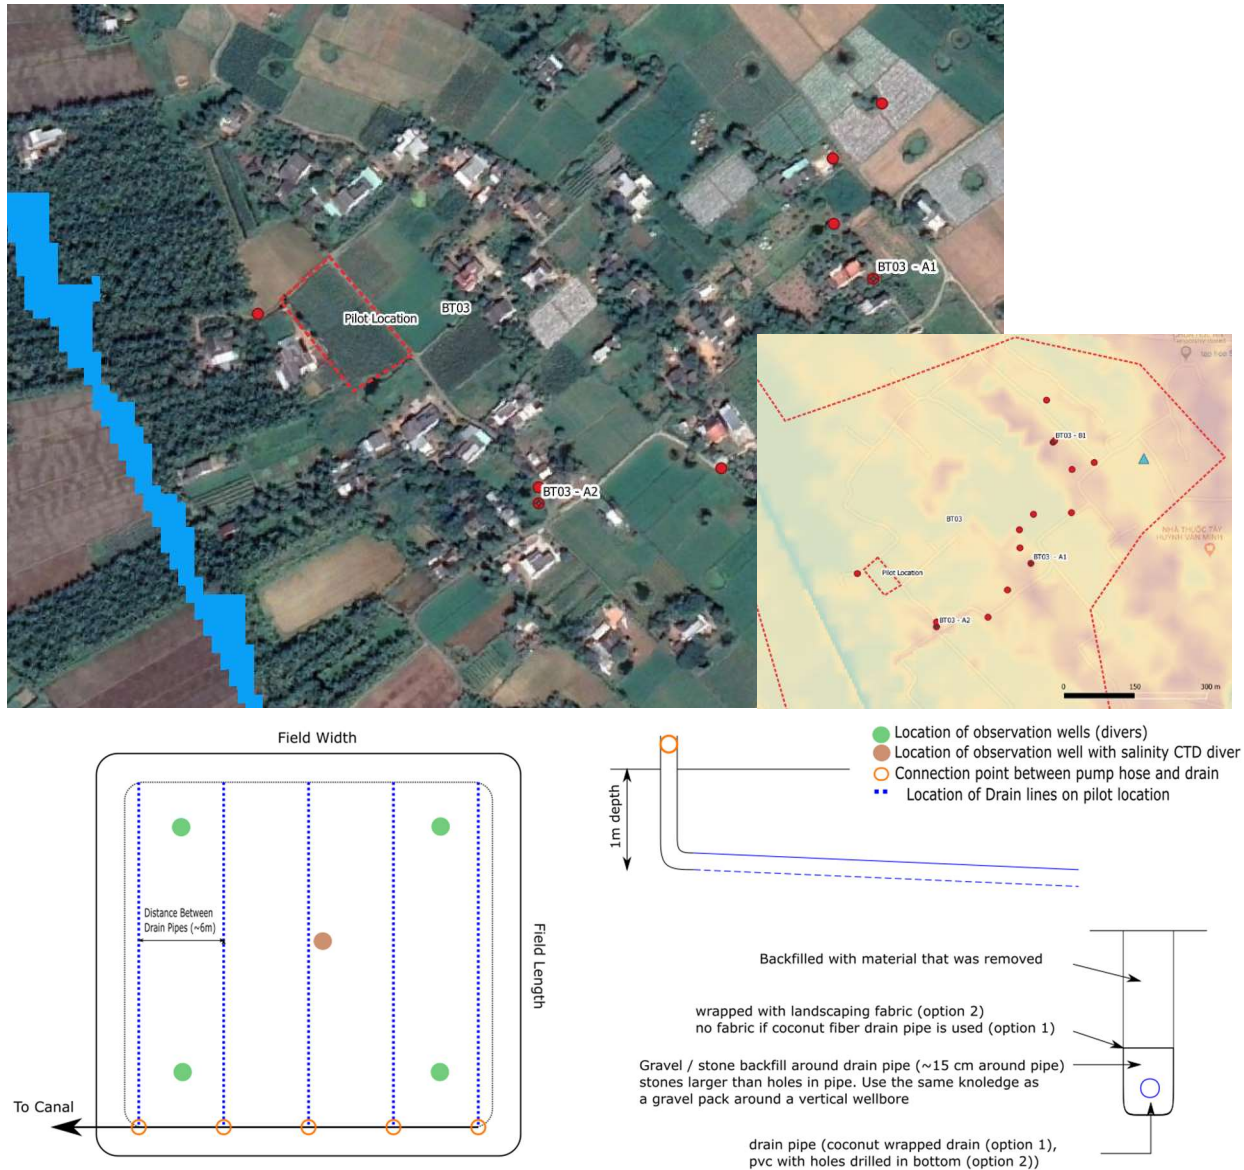 BT03 - A1
BT03
Pilot Location
BT03 - A2
BT03 - B1
NHÀ THUỐC TÂY
HUỲNH VĂN MINH
BT03
BT03 - A1
Pilot Location
BT03 - A2
0 150 300 m
Field Width
Location of observation wells (divers)
Location of observation well with salinity CTD diver
Connection point between pump hose and drain
Location of Drain lines on pilot location
1m depth
Distance Between
Drain Pipes (~6m)
Field Length
To Canal
Backfilled with material that was removed
wrapped with landscaping fabric (option 2)
no fabric if coconut fiber drain pipe is used (option 1)
Gravel / stone backfill around drain pipe (~15 cm around pipe)
stones larger than holes in pipe. Use the same knoledge as
a gravel pack around a vertical wellbore
drain pipe (coconut wrapped drain (option 1),
pvc with holes drilled in bottom (option 2))